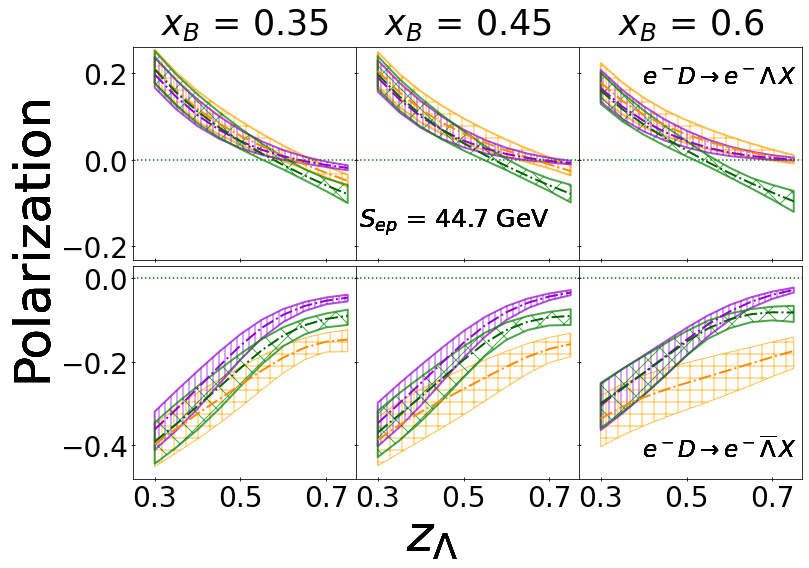 x_B = 0.35 x_B = 0.45 x_B = 0.6
Polarization
0.2
0.0
−0.2
e⁻D→e⁻ΛX
S_ep = 44.7 GeV
0.0
−0.2
−0.4
e⁻D→e⁻Λ̅X
0.3 0.5 0.7 0.3 0.5 0.7 0.3 0.5 0.7
z_Λ